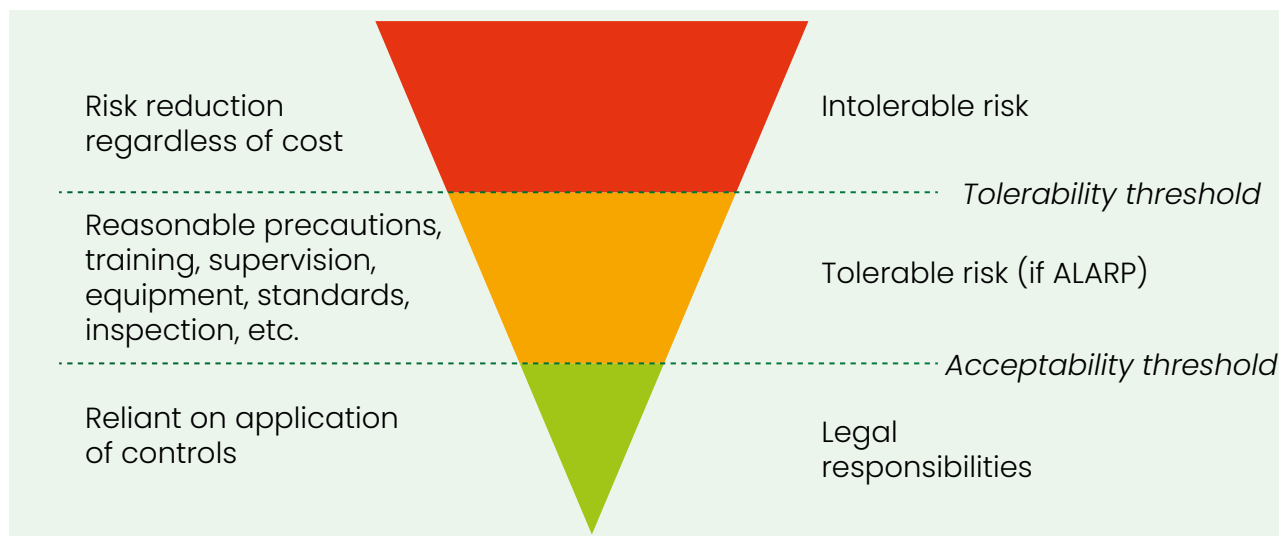 Risk reduction
regardless of cost
Intolerable risk
Tolerability threshold
Reasonable precautions,
training, supervision,
equipment, standards,
inspection, etc.
Tolerable risk (if ALARP)
Acceptability threshold
Reliant on application
of controls
Legal
responsibilities